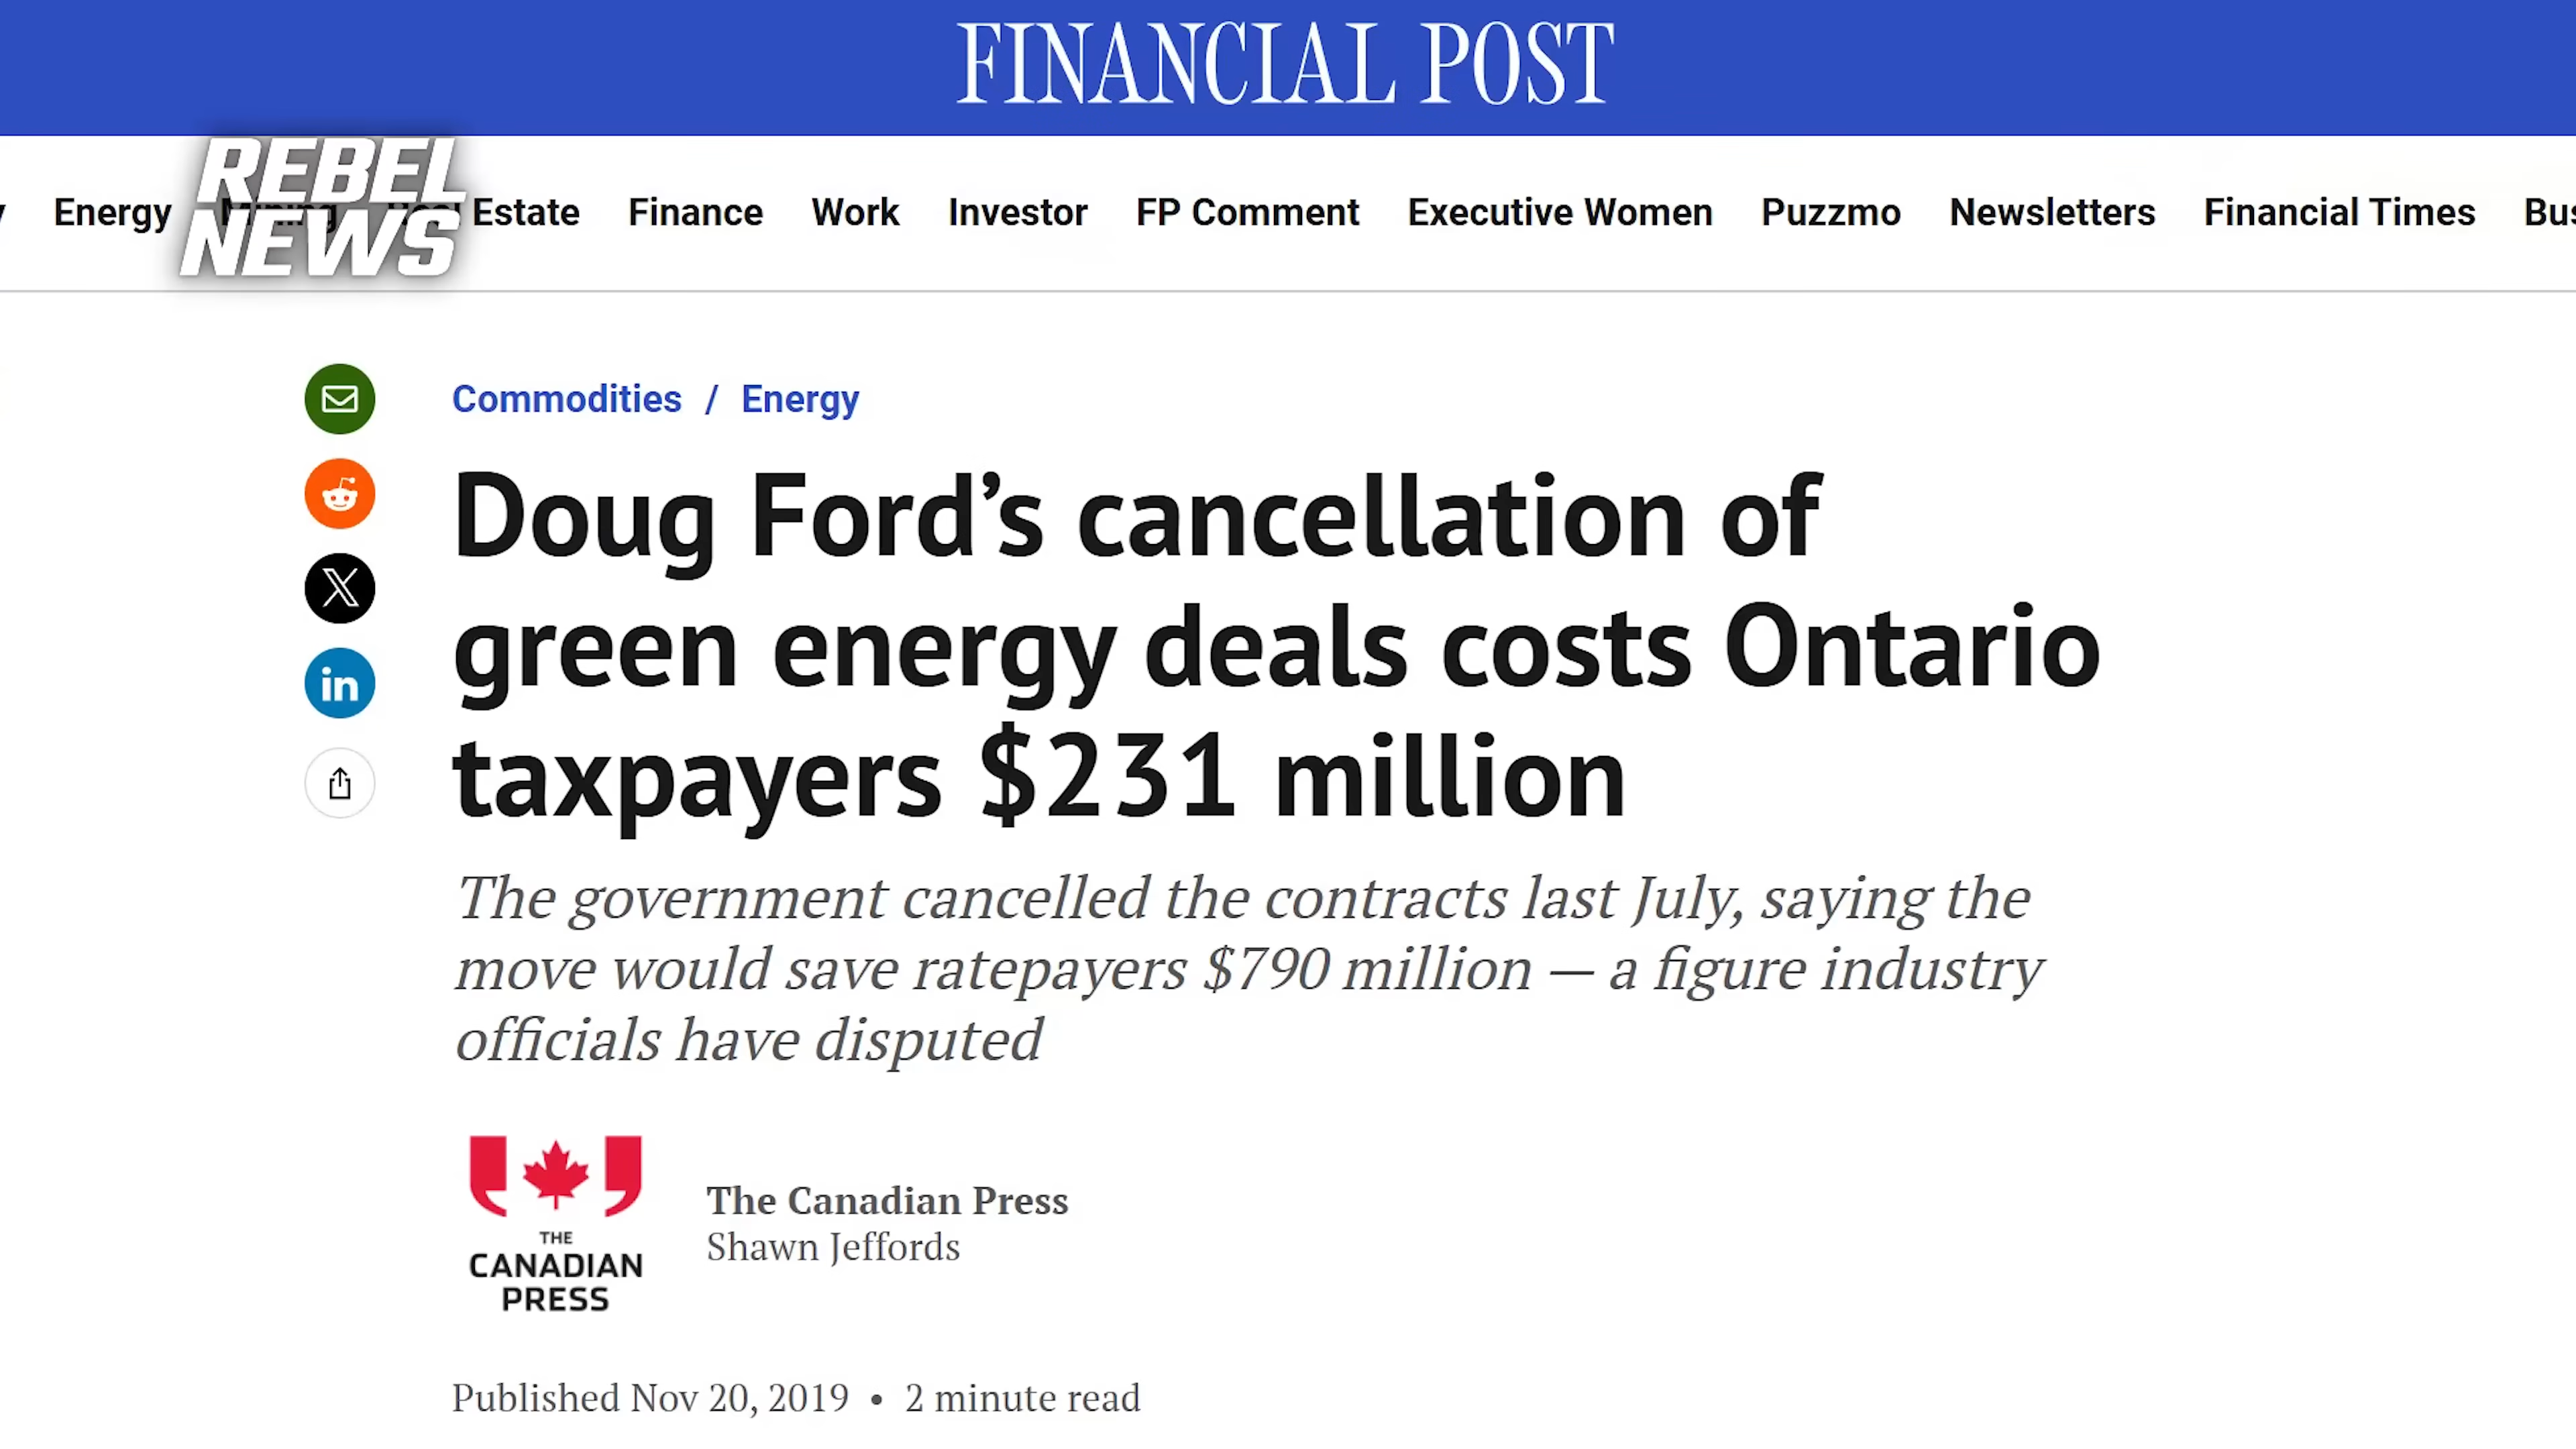 FINANCIAL POST
REBEL
NEWS
Energy Mining Real Estate Finance Work Investor FP Comment Executive Women Puzzmo Newsletters Financial Times
Commodities / Energy
Doug Ford’s cancellation of
green energy deals costs Ontario
taxpayers $231 million
The government cancelled the contracts last July, saying the
move would save ratepayers $790 million — a figure industry
officials have disputed
THE
CANADIAN
PRESS
The Canadian Press
Shawn Jeffords
Published Nov 20, 2019 • 2 minute read